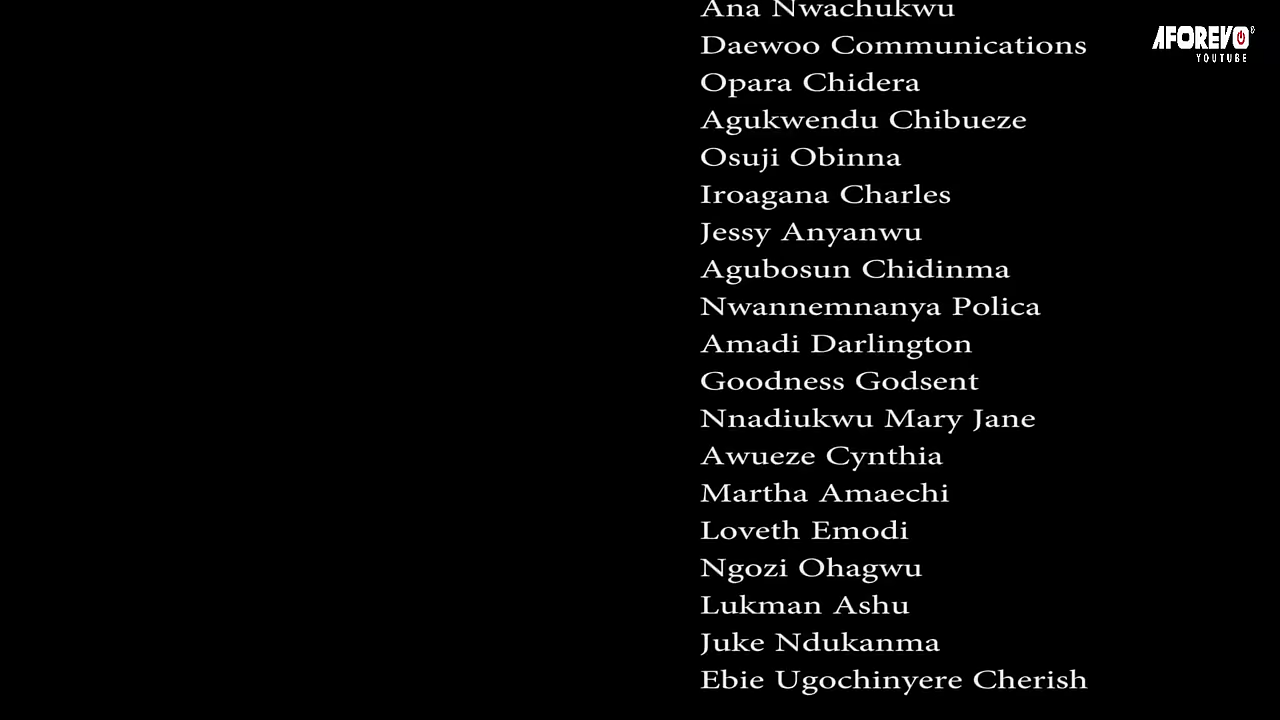 Ana Nwachukwu
Daewoo Communications
Opara Chidera
Agukwendu Chibueze
Osuji Obinna
Iroagana Charles
Jessy Anyanwu
Agubosun Chidinma
Nwannemnanya Polica
Amadi Darlington
Goodness Godsent
Nnadiukwu Mary Jane
Awueze Cynthia
Martha Amaechi
Loveth Emodi
Ngozi Ohagwu
Lukman Ashu
Juke Ndukanma
Ebie Ugochinyere Cherish
AFOREVO
YOUTUBE